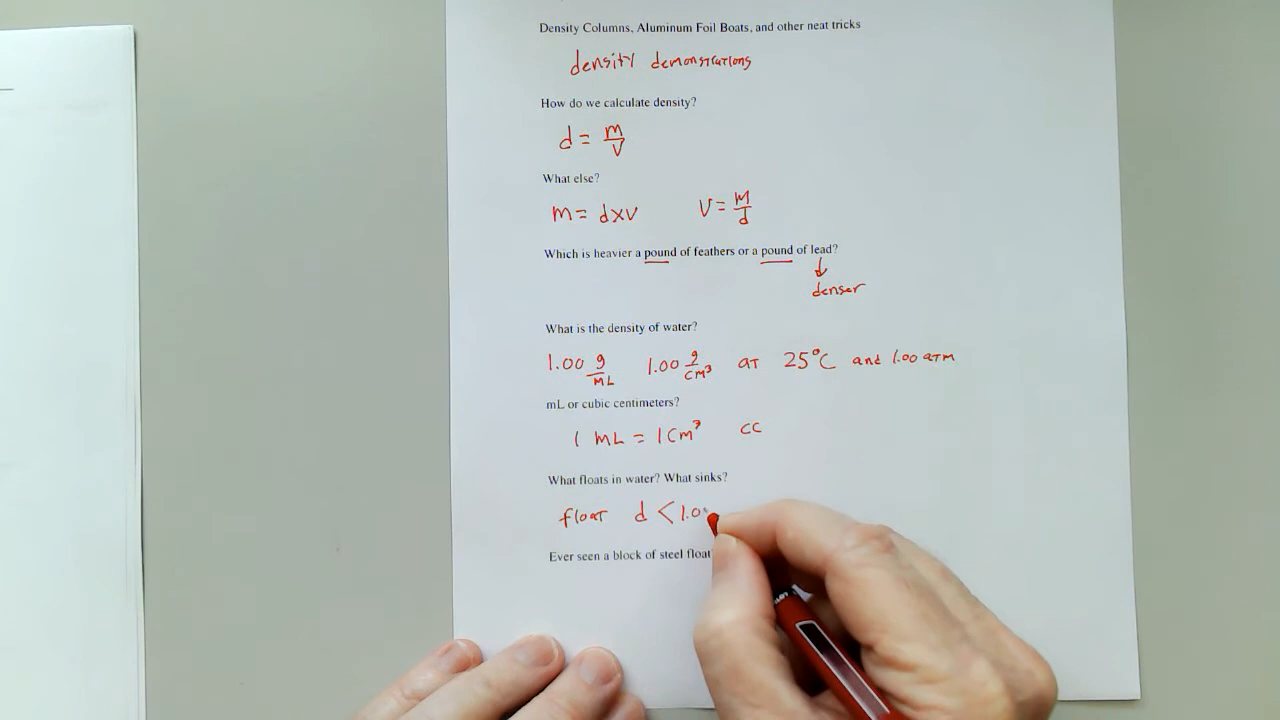 Density Columns, Aluminum Foil Boats, and other neat tricks
density demonstrations
How do we calculate density?
d = m/V
What else?
m = dxv V = m/d
Which is heavier a pound of feathers or a pound of lead?
denser
What is the density of water?
1.00 g/mL 1.00 g/cm³ at 25°C and 1.00 atm
mL or cubic centimeters?
1 mL = 1cm³ cc
What floats in water? What sinks?
float d < 1.0
Ever seen a block of steel float